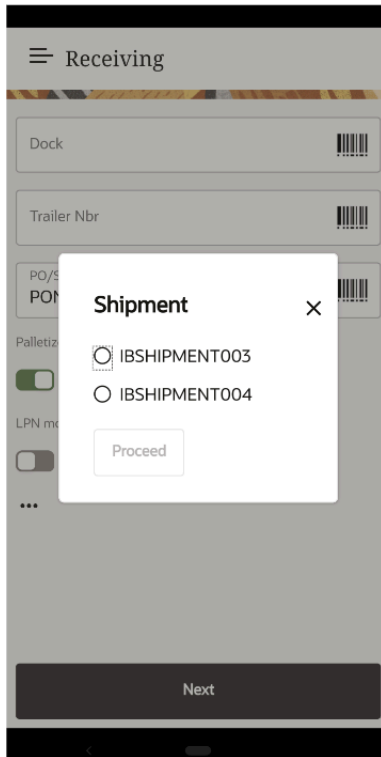 Receiving
Dock
Trailer Nbr
PO/S
PON
Palletiz
LPN mo
Shipment
IBSHIPMENT003
IBSHIPMENT004
Proceed
Next